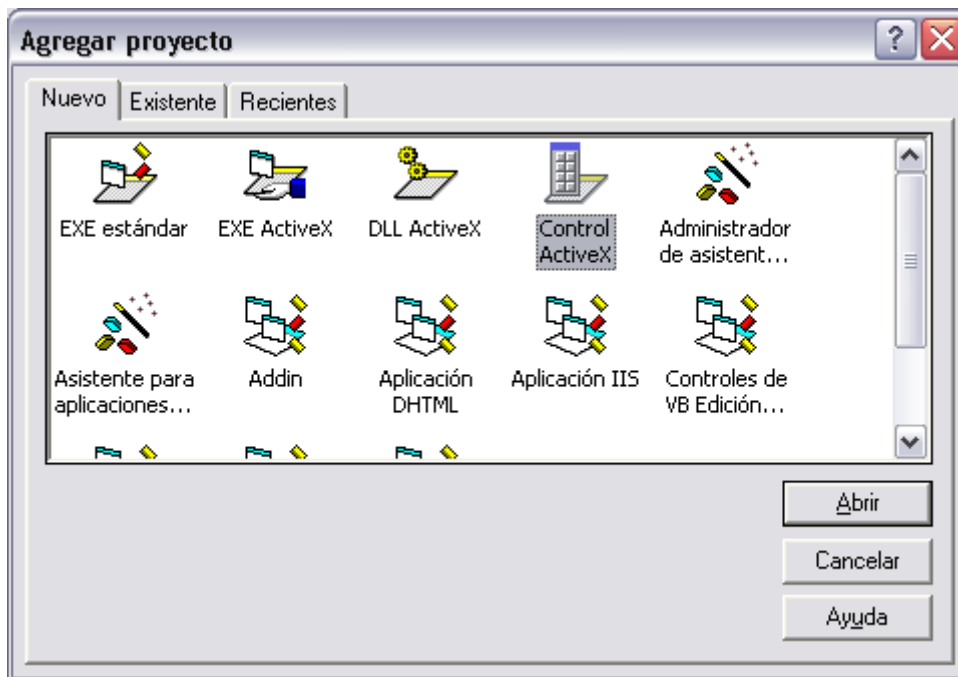 Agregar proyecto
Nuevo Existente Recientes
EXE estándar EXE ActiveX DLL ActiveX Control ActiveX Administrador de asistent...
Asistente para aplicaciones... Addin Aplicación DHTML Aplicación IIS Controles de VB Edición...
Abrir
Cancelar
Ayuda